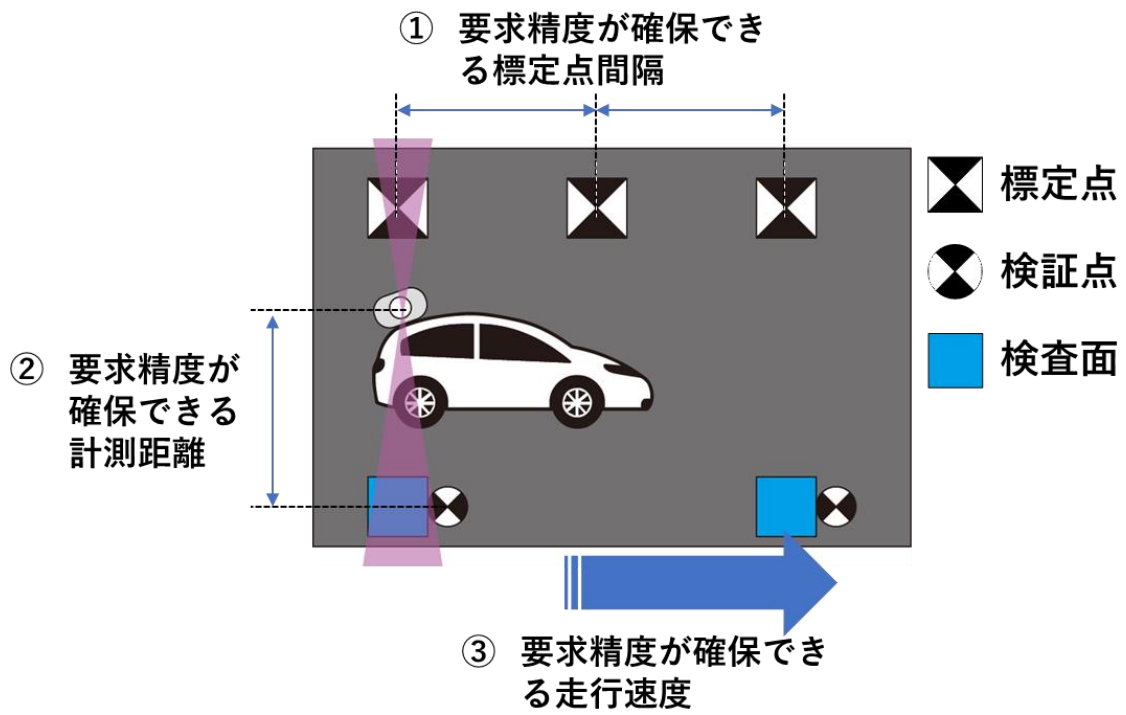 ① 要求精度が確保でき
る標定点間隔
標定点
検証点
検査面
② 要求精度が
確保できる
計測距離
③ 要求精度が確保でき
る走行速度